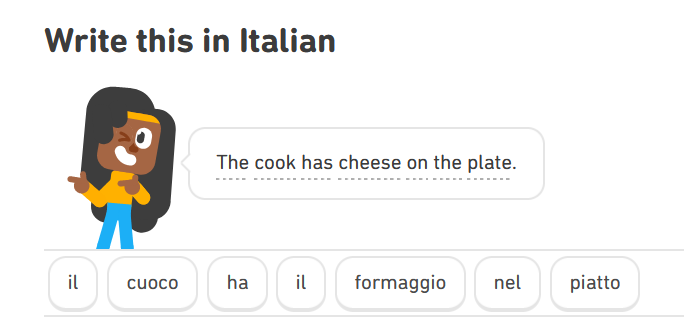 Write this in Italian
The cook has cheese on the plate.
il cuoco ha il formaggio nel piatto